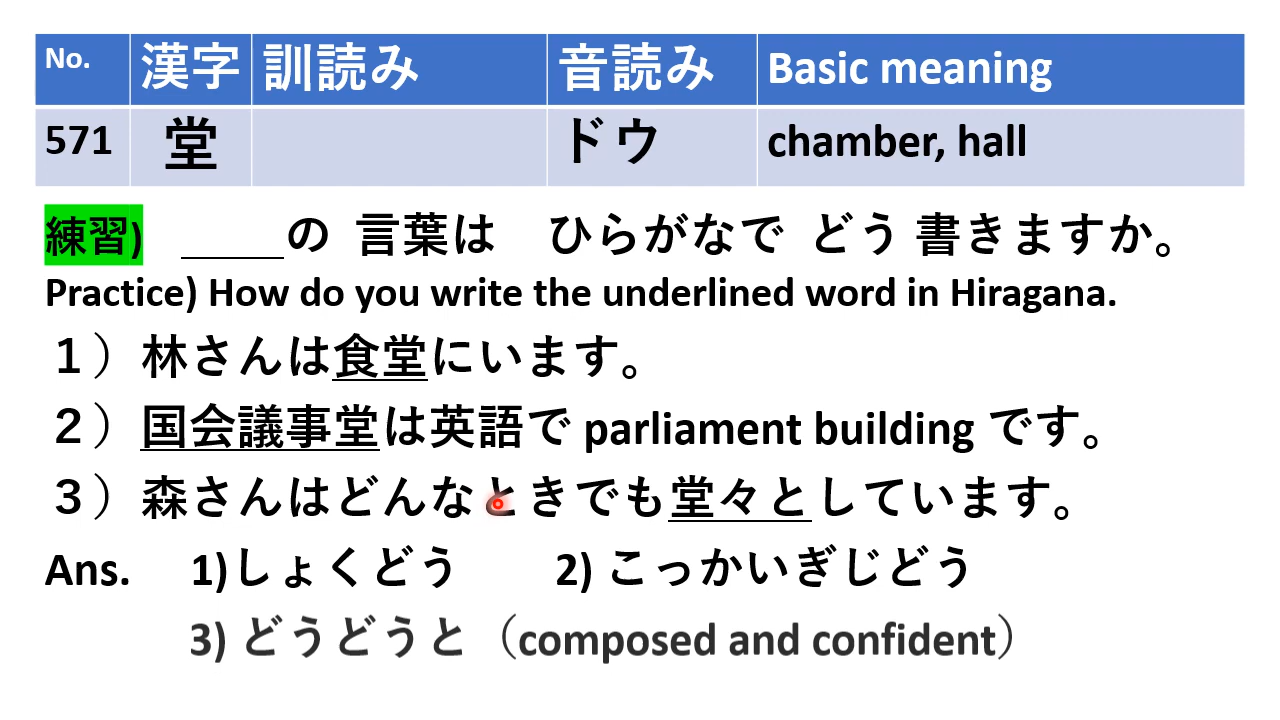 No. 漢字 訓読み 音読み Basic meaning
571 堂 ドウ chamber, hall
練習) ____の 言葉は ひらがなで どう 書きますか。
Practice) How do you write the underlined word in Hiragana.
１）林さんは食堂にいます。
２）国会議事堂は英語で parliament building です。
３）森さんはどんなときでも堂々としています。
Ans. 1)しょくどう 2) こっかいぎじどう
3) どうどうと（composed and confident）